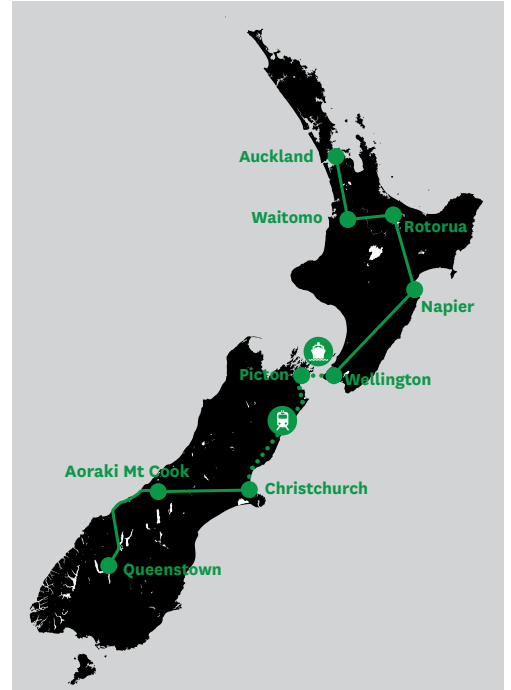 Auckland
Waitomo
Rotorua
Napier
Picton
Wellington
Aoraki Mt Cook
Christchurch
Queenstown